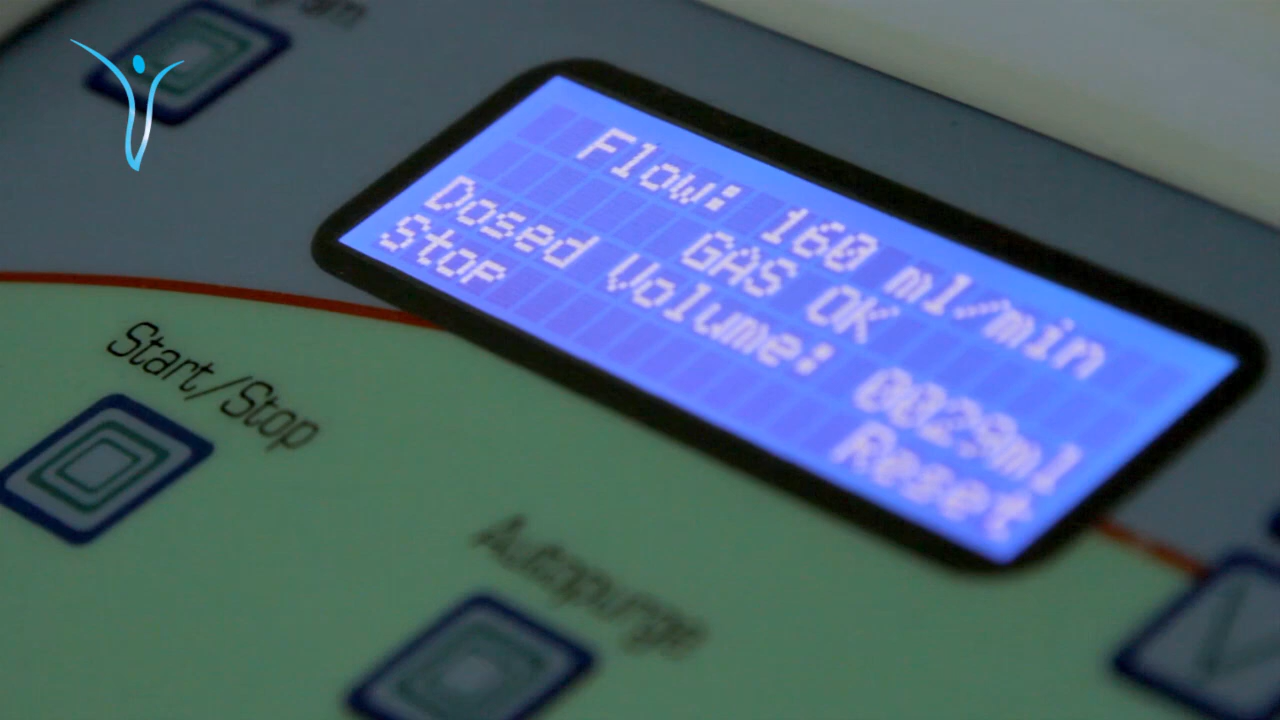 Flow: 160 ml/min
GAS OK
Dosed Volume: 0029ml
Stop Reset
Start/Stop
Autopurge